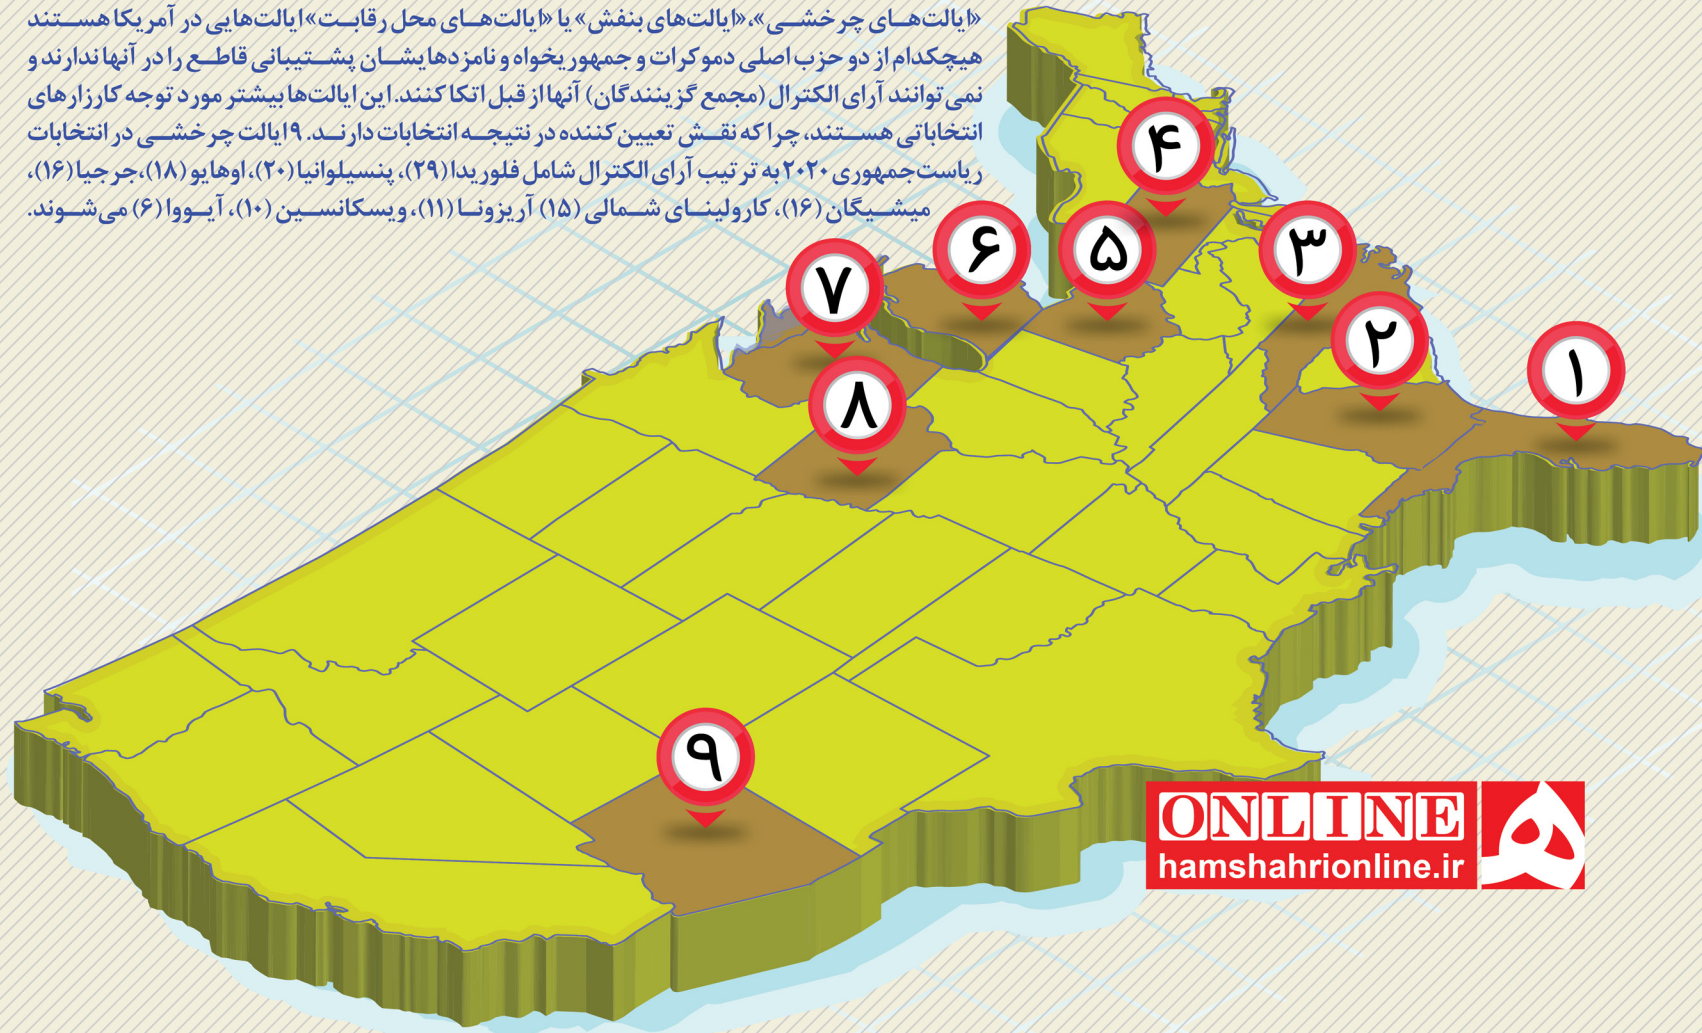 «ایالت‌های چرخشی»، «ایالت‌های بنفش» یا «ایالت‌های محل رقابت» ایالت‌هایی در آمریکا هستند
هیچکدام از دو حزب اصلی دموکرات و جمهوریخواه و نامزدهایشان پشتیبانی قاطع را در آنها ندارند و
نمی‌توانند آرای الکترال (مجمع گزینندگان) آنها از قبل اتکا کنند. این ایالت‌ها بیشتر مورد توجه کارزارهای
انتخاباتی هستند، چرا که نقش تعیین‌کننده در نتیجه انتخابات دارند. ۹ ایالت چرخشی در انتخابات
ریاست‌جمهوری ۲۰۲۰ به ترتیب آرای الکترال شامل فلوریدا (۲۹)، پنسیلوانیا (۲۰)، اوهایو (۱۸)، جرجیا (۱۶)،
میشیگان (۱۶)، کارولینای شمالی (۱۵) آریزونا (۱۱)، ویسکانسین (۱۰)، آیووا (۶) می‌شوند.
۴
۶
۵
۳
۷
۲
۱
۸
۹
ONLINE
hamshahrionline.ir